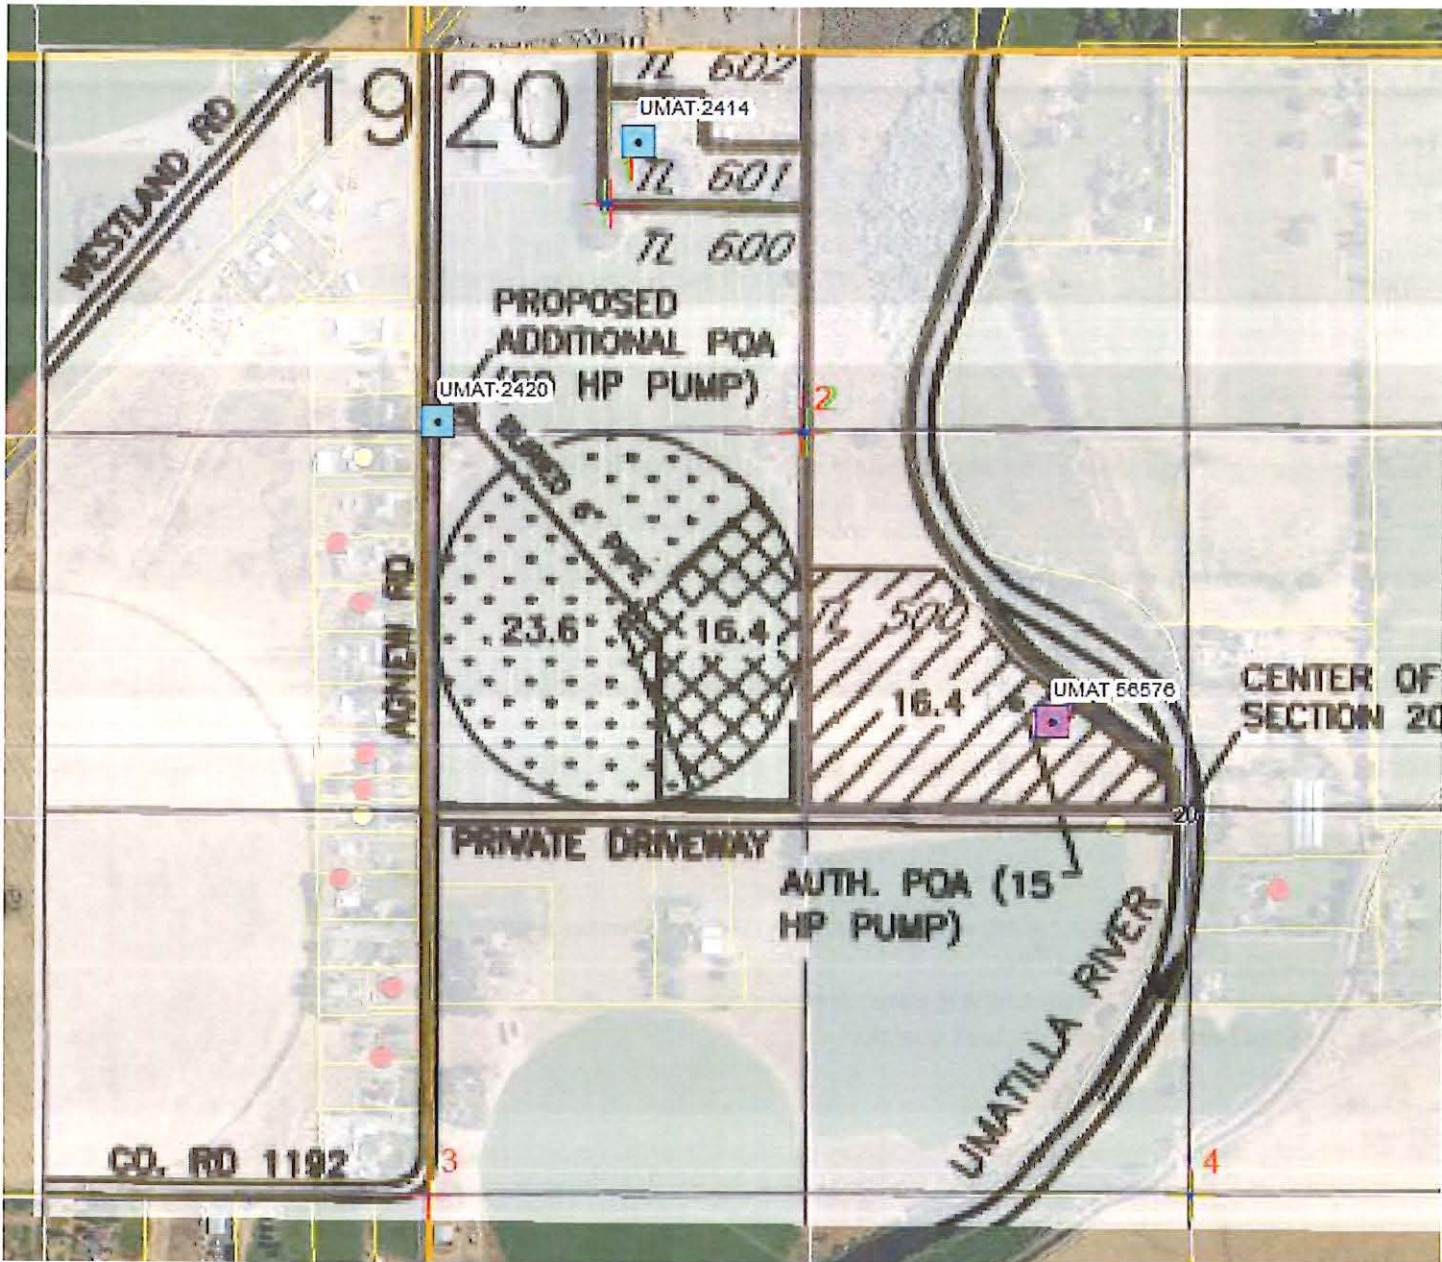 TL 602
19 20
UMAT-2414
1
TL 601
WESTLAND RD
TL 600
PROPOSED
ADDITIONAL POA
HP PUMP)
UMAT-2420
2
BURIED 6" PIPE
AGNEW RD
23.6
16.4
TL 500
16.4
UMAT 56576
CENTER OF
SECTION 20
20
PRIVATE DRIVEWAY
AUTH. POA (15
HP PUMP)
UMATILLA RIVER
CO. RD 1192
3
4